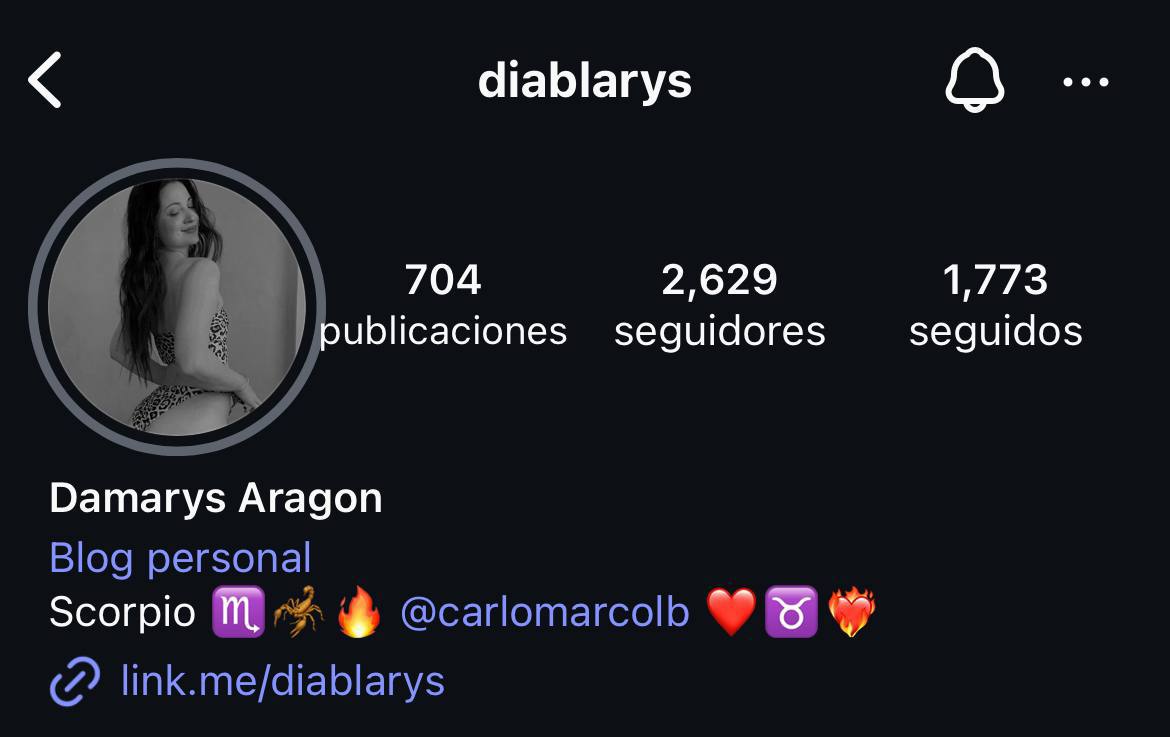 diablarys
704 2,629 1,773
publicaciones seguidores seguidos
Damarys Aragon
Blog personal
Scorpio ♏🦂🔥 @carlomarcolb ❤️♉❤️‍🔥
link.me/diablarys